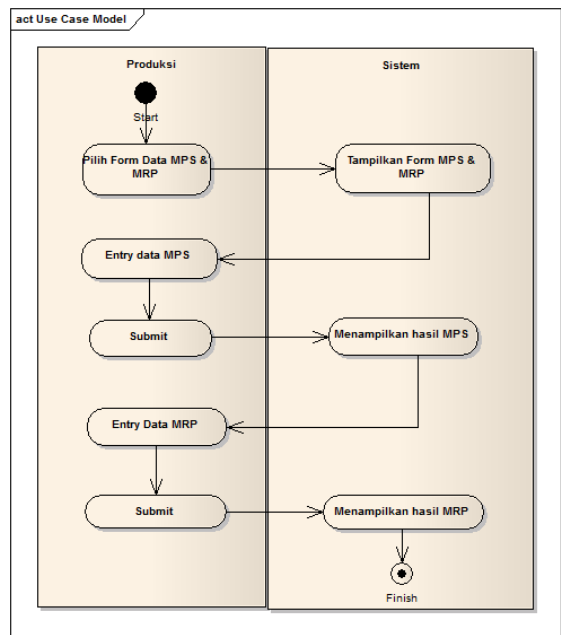 act Use Case Model
Produksi
Sistem
Start
Pilih Form Data MPS &
MRP
Tampilkan Form MPS &
MRP
Entry data MPS
Submit
Menampilkan hasil MPS
Entry Data MRP
Submit
Menampilkan hasil MRP
Finish